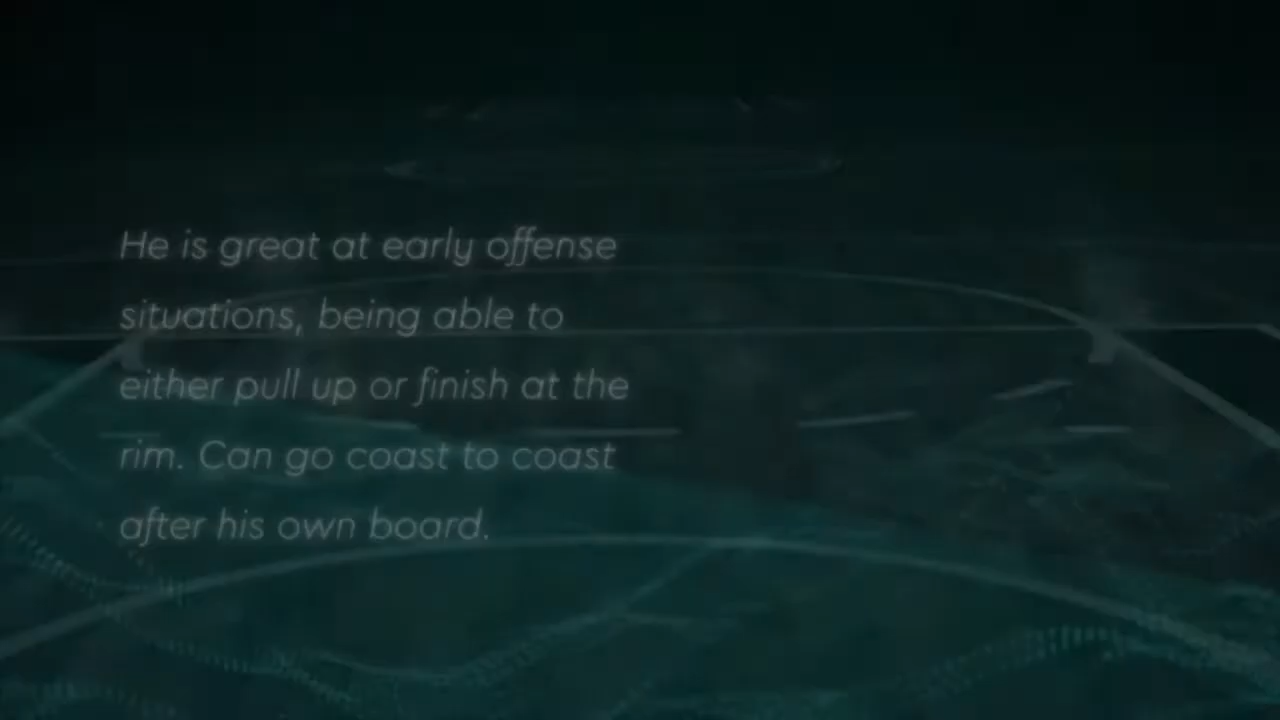 He is great at early offense
situations, being able to
either pull up or finish at the
rim. Can go coast to coast
after his own board.